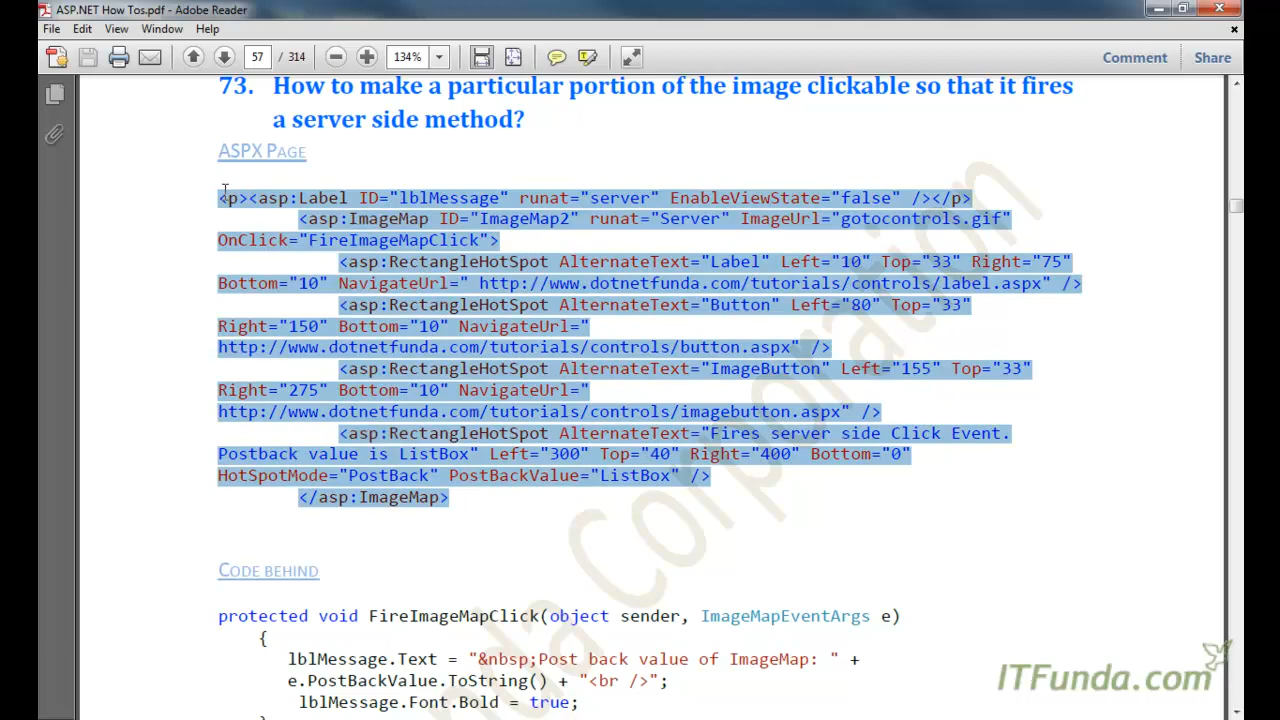 ASP.NET How Tos.pdf - Adobe Reader
File Edit View Window Help
57 / 314 134% Comment Share
73. How to make a particular portion of the image clickable so that it fires
a server side method?
ASPX Page
<p><asp:Label ID="lblMessage" runat="server" EnableViewState="false" /></p>
<asp:ImageMap ID="ImageMap2" runat="Server" ImageUrl="gotocontrols.gif"
OnClick="FireImageMapClick">
<asp:RectangleHotSpot AlternateText="Label" Left="10" Top="33" Right="75"
Bottom="10" NavigateUrl=" http://www.dotnetfunda.com/tutorials/controls/label.aspx" />
<asp:RectangleHotSpot AlternateText="Button" Left="80" Top="33"
Right="150" Bottom="10" NavigateUrl="
http://www.dotnetfunda.com/tutorials/controls/button.aspx" />
<asp:RectangleHotSpot AlternateText="ImageButton" Left="155" Top="33"
Right="275" Bottom="10" NavigateUrl="
http://www.dotnetfunda.com/tutorials/controls/imagebutton.aspx" />
<asp:RectangleHotSpot AlternateText="Fires server side Click Event.
Postback value is ListBox" Left="300" Top="40" Right="400" Bottom="0"
HotSpotMode="PostBack" PostBackValue="ListBox" />
</asp:ImageMap>
Code behind
protected void FireImageMapClick(object sender, ImageMapEventArgs e)
{
lblMessage.Text = "&nbsp;Post back value of ImageMap: " +
e.PostBackValue.ToString() + "<br />";
lblMessage.Font.Bold = true;
nda Corporation
ITFunda.com